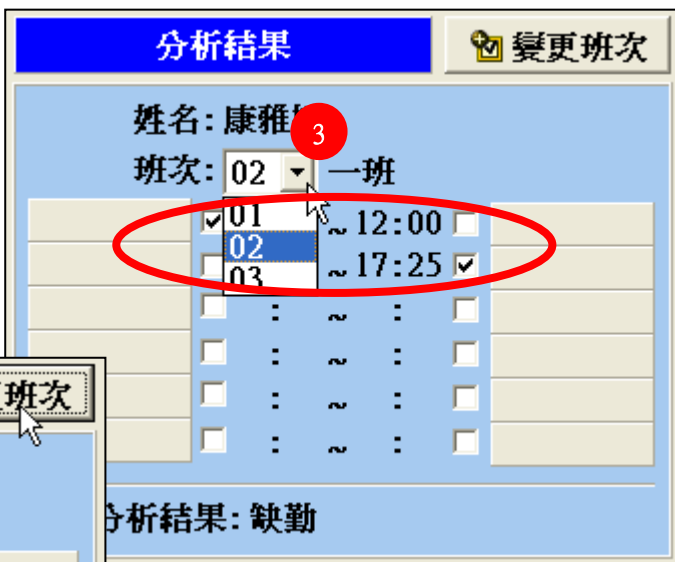 分析結果 變更班次
姓名: 康雅
3
班次: 02 一班
01 ~ 12:00
02
~ 17:25
03
: ~ :
: ~ :
: ~ :
: ~ :
班次
分析結果: 缺勤